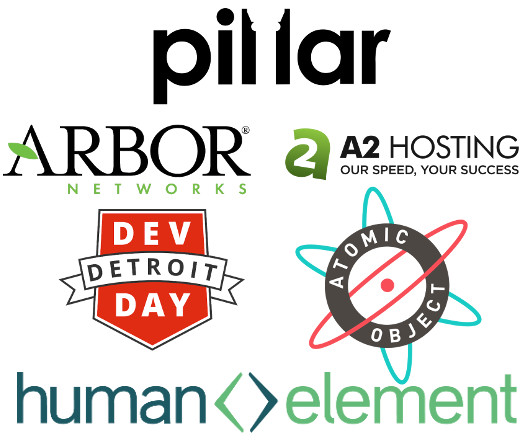 pillar
ARBOR®
NETWORKS
A2 HOSTING
OUR SPEED, YOUR SUCCESS
DEV
DETROIT
DAY
ATOMIC
OBJECT
human<>element